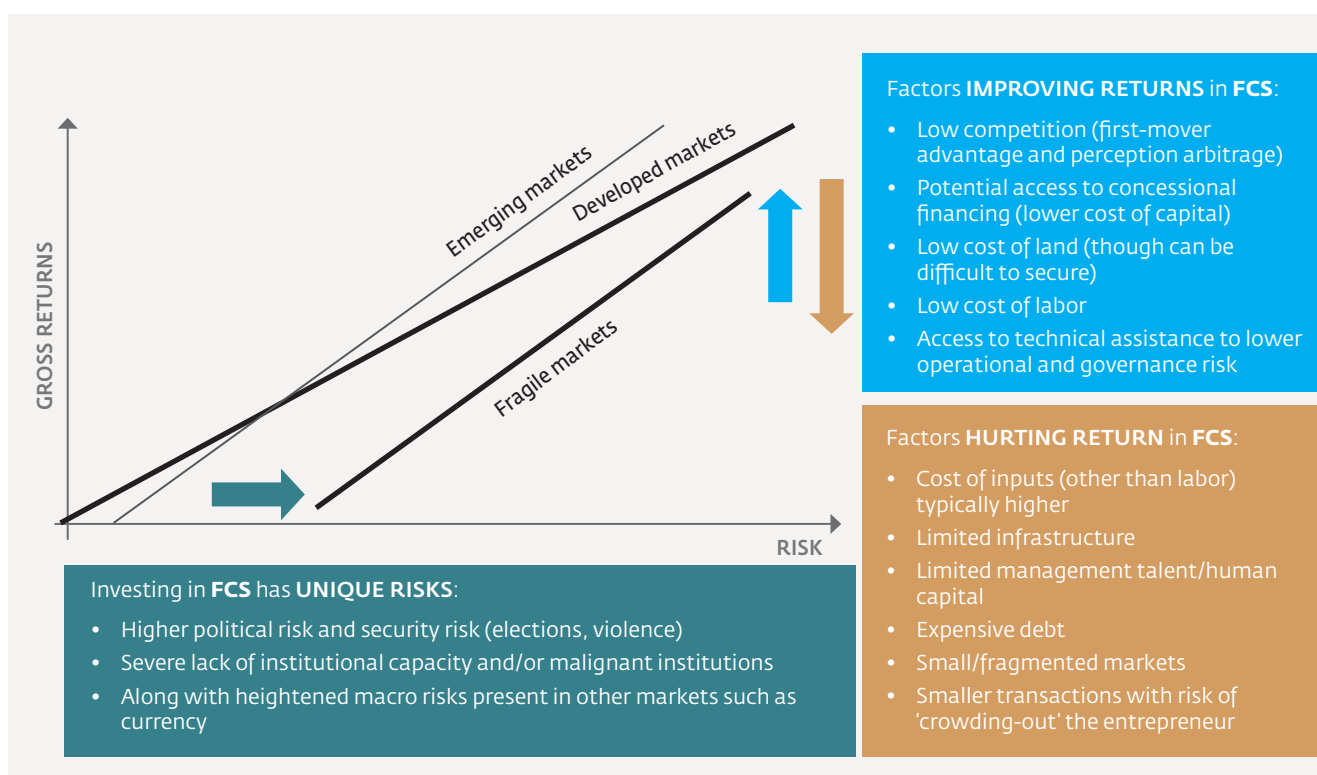 GROSS RETURNS
Emerging markets
Developed markets
Fragile markets
RISK
Factors IMPROVING RETURNS in FCS:
• Low competition (first-mover
advantage and perception arbitrage)
• Potential access to concessional
financing (lower cost of capital)
• Low cost of land (though can be
difficult to secure)
• Low cost of labor
• Access to technical assistance to lower
operational and governance risk
Factors HURTING RETURN in FCS:
• Cost of inputs (other than labor)
typically higher
• Limited infrastructure
• Limited management talent/human
capital
• Expensive debt
• Small/fragmented markets
• Smaller transactions with risk of
'crowding-out' the entrepreneur
Investing in FCS has UNIQUE RISKS:
• Higher political risk and security risk (elections, violence)
• Severe lack of institutional capacity and/or malignant institutions
• Along with heightened macro risks present in other markets such as
currency